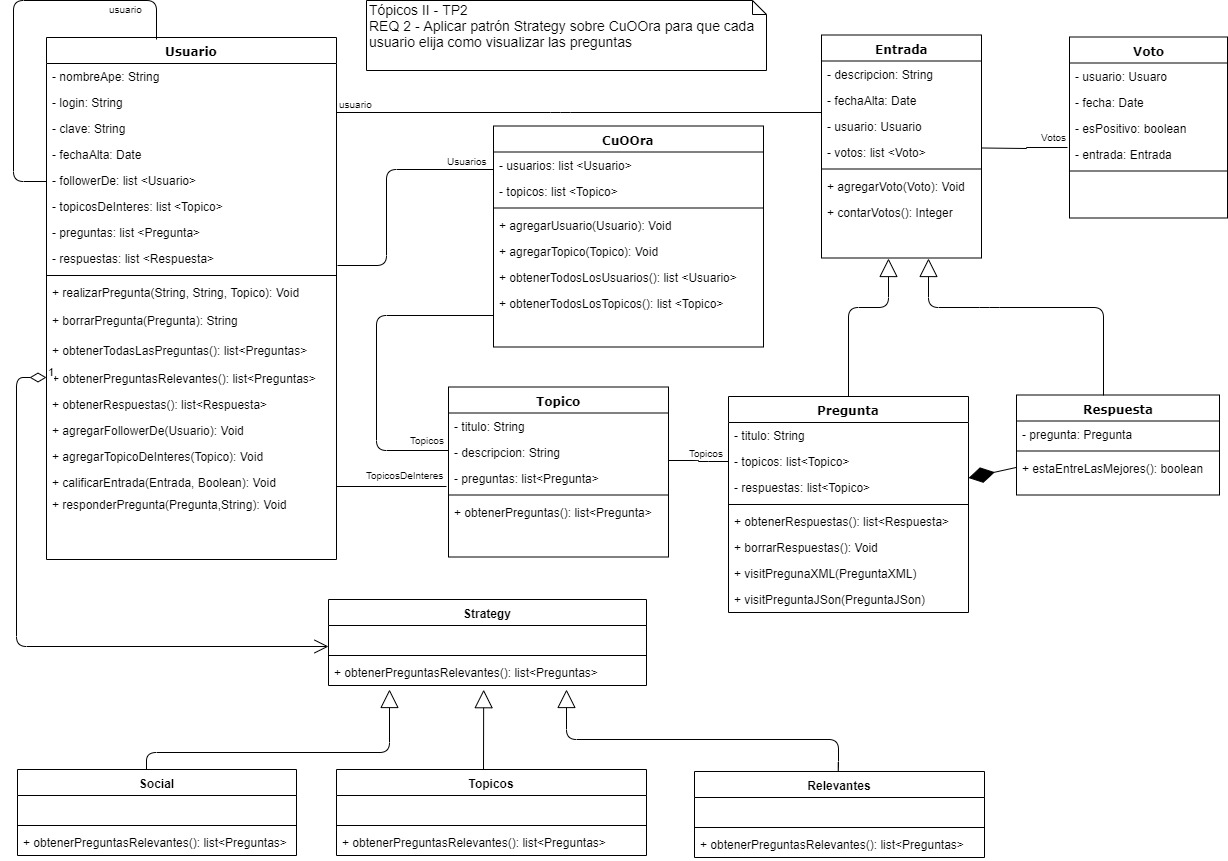 usuario
Tópicos II - TP2
REQ 2 - Aplicar patrón Strategy sobre CuOOra para que cada
usuario elija como visualizar las preguntas
Usuario
- nombreApe: String
- login: String
- clave: String
- fechaAlta: Date
- followerDe: list <Usuario>
- topicosDeInteres: list <Topico>
- preguntas: list <Pregunta>
- respuestas: list <Respuesta>
+ realizarPregunta(String, String, Topico): Void
+ borrarPregunta(Pregunta): String
+ obtenerTodasLasPreguntas(): list<Preguntas>
+ obtenerPreguntasRelevantes(): list<Preguntas>
+ obtenerRespuestas(): list<Respuesta>
+ agregarFollowerDe(Usuario): Void
+ agregarTopicoDeInteres(Topico): Void
+ calificarEntrada(Entrada, Boolean): Void
+ responderPregunta(Pregunta,String): Void
1
usuario
Usuarios
CuOOra
- usuarios: list <Usuario>
- topicos: list <Topico>
+ agregarUsuario(Usuario): Void
+ agregarTopico(Topico): Void
+ obtenerTodosLosUsuarios(): list <Usuario>
+ obtenerTodosLosTopicos(): list <Topico>
Entrada
- descripcion: String
- fechaAlta: Date
- usuario: Usuario
- votos: list <Voto>
+ agregarVoto(Voto): Void
+ contarVotos(): Integer
Votos
Voto
- usuario: Usuaro
- fecha: Date
- esPositivo: boolean
- entrada: Entrada
Topicos
TopicosDeInteres
Topico
- titulo: String
- descripcion: String
- preguntas: list<Pregunta>
+ obtenerPreguntas(): list<Pregunta>
Topicos
Pregunta
- titulo: String
- topicos: list<Topico>
- respuestas: list<Topico>
+ obtenerRespuestas(): list<Respuesta>
+ borrarRespuestas(): Void
+ visitPregunaXML(PreguntaXML)
+ visitPreguntaJSon(PreguntaJSon)
Respuesta
- pregunta: Pregunta
+ estaEntreLasMejores(): boolean
Strategy
+ obtenerPreguntasRelevantes(): list<Preguntas>
Social
+ obtenerPreguntasRelevantes(): list<Preguntas>
Topicos
+ obtenerPreguntasRelevantes(): list<Preguntas>
Relevantes
+ obtenerPreguntasRelevantes(): list<Preguntas>